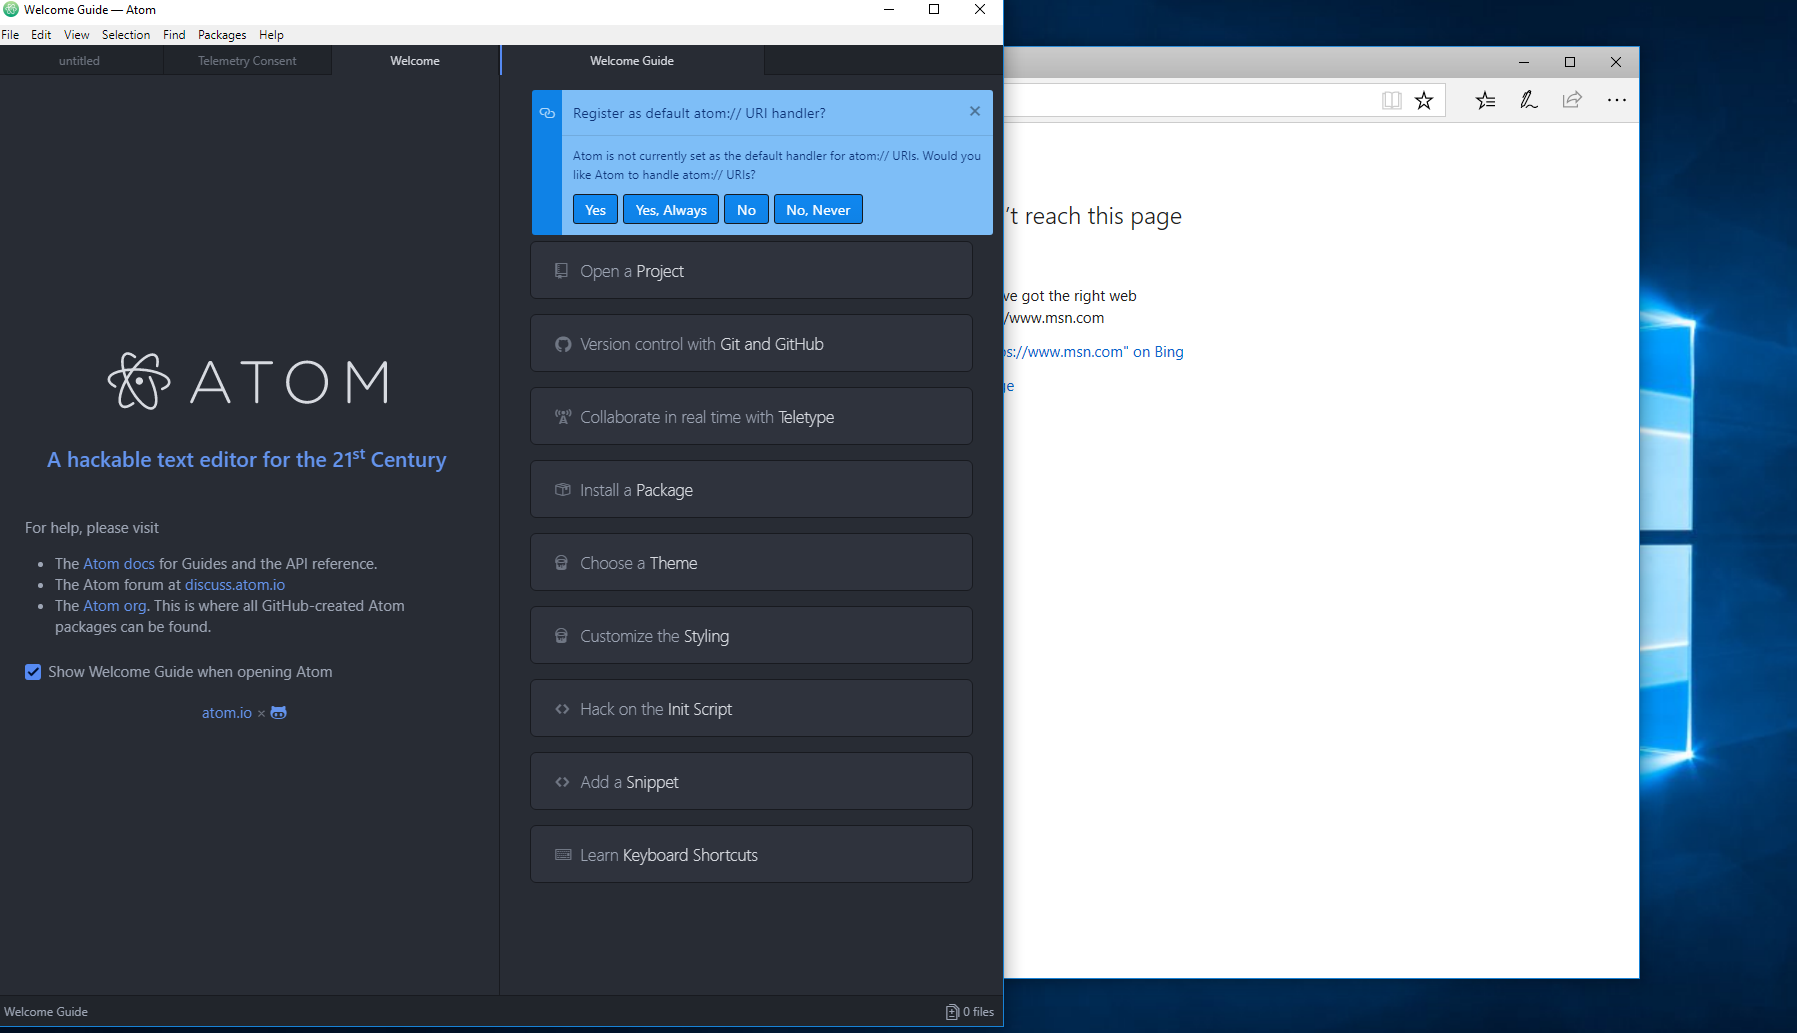 Welcome Guide — Atom
File Edit View Selection Find Packages Help
untitled
Telemetry Consent
Welcome
Welcome Guide
ATOM
A hackable text editor for the 21st Century
For help, please visit
The Atom docs for Guides and the API reference.
The Atom forum at discuss.atom.io
The Atom org. This is where all GitHub-created Atom
packages can be found.
Show Welcome Guide when opening Atom
atom.io ×
Register as default atom:// URI handler?
Atom is not currently set as the default handler for atom:// URIs. Would you
like Atom to handle atom:// URIs?
Yes
Yes, Always
No
No, Never
Open a Project
Version control with Git and GitHub
Collaborate in real time with Teletype
Install a Package
Choose a Theme
Customize the Styling
Hack on the Init Script
Add a Snippet
Learn Keyboard Shortcuts
Welcome Guide
0 files
't reach this page
ve got the right web
/www.msn.com
s://www.msn.com" on Bing
ge